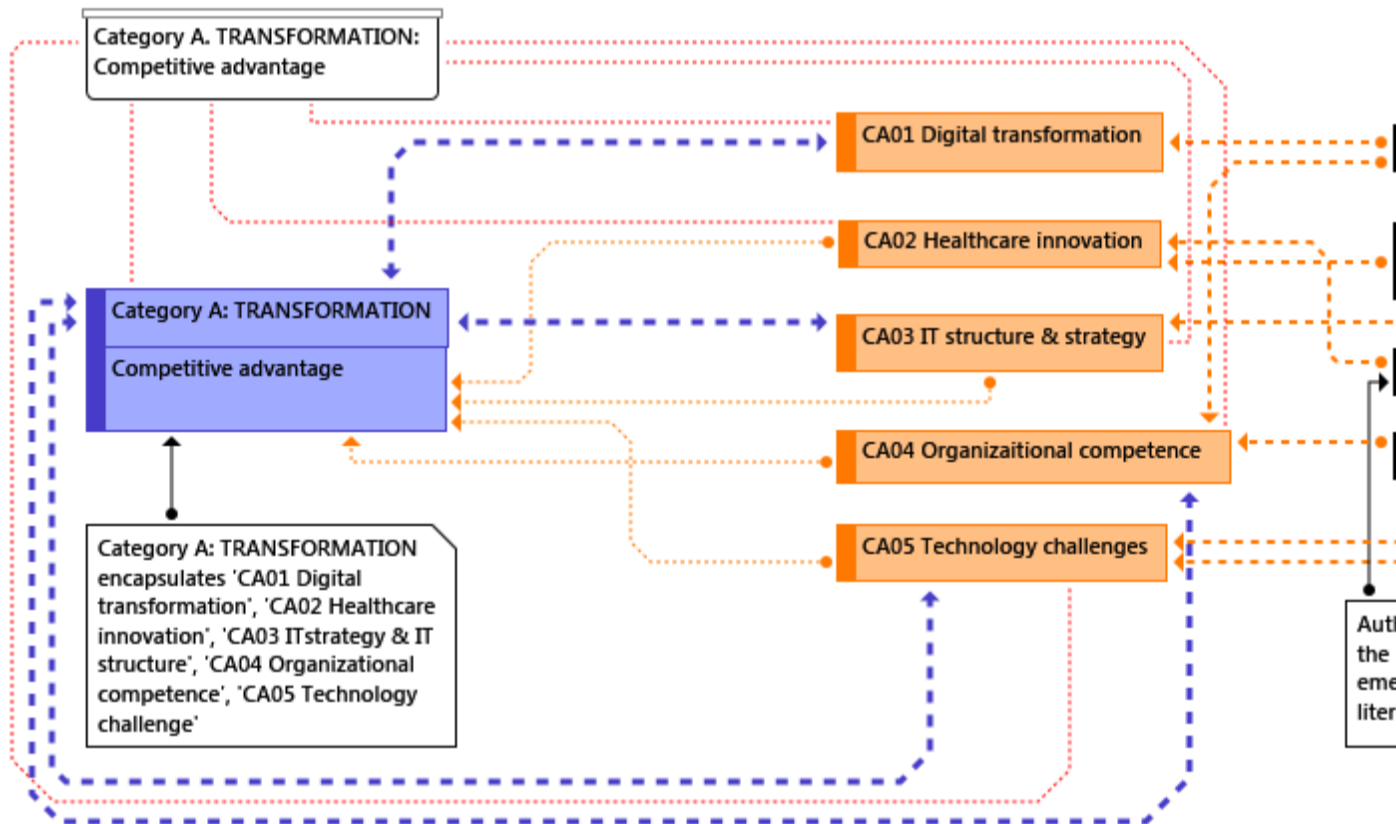 Category A. TRANSFORMATION:
Competitive advantage
CA01 Digital transformation
CA02 Healthcare innovation
Category A: TRANSFORMATION
CA03 IT structure & strategy
Competitive advantage
CA04 Organizaitional competence
CA05 Technology challenges
Category A: TRANSFORMATION
encapsulates 'CA01 Digital
transformation', 'CA02 Healthcare
innovation', 'CA03 ITstrategy & IT
structure', 'CA04 Organizational
competence', 'CA05 Technology
challenge'
the